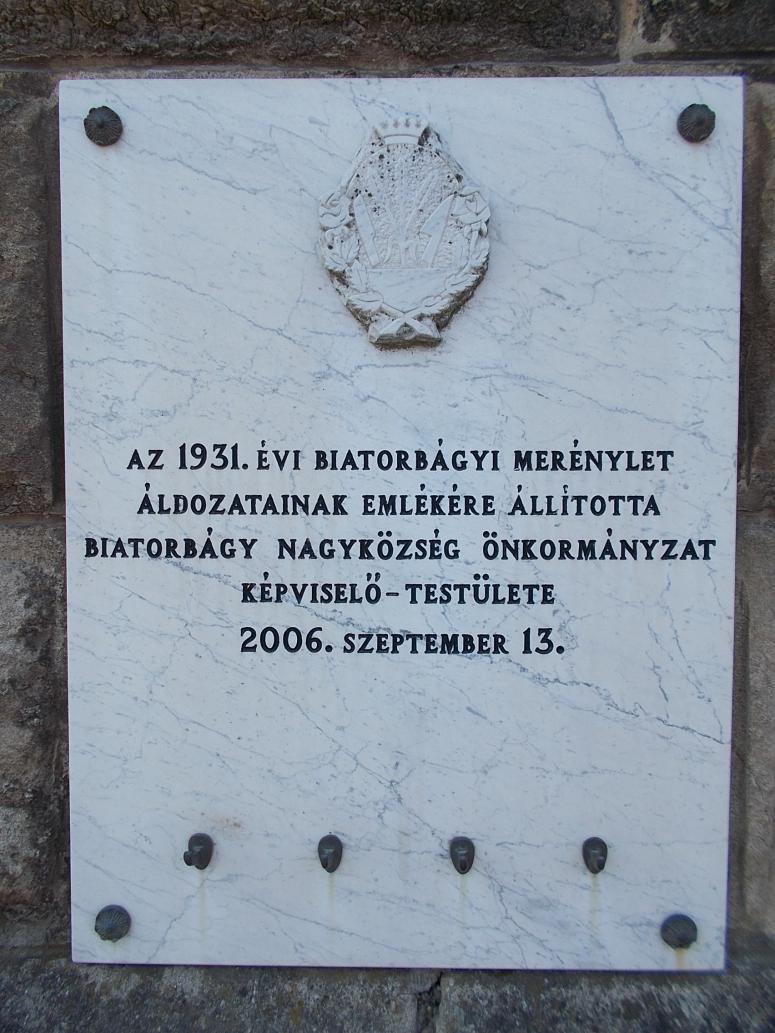 AZ 1931. ÉVI BIATORBÁGYI MERÉNYLET
ÁLDOZATAINAK EMLÉKÉRE ÁLLÍTOTTA
BIATORBÁGY NAGYKÖZSÉG ÖNKORMÁNYZAT
KÉPVISELŐ-TESTÜLETE
2006. SZEPTEMBER 13.